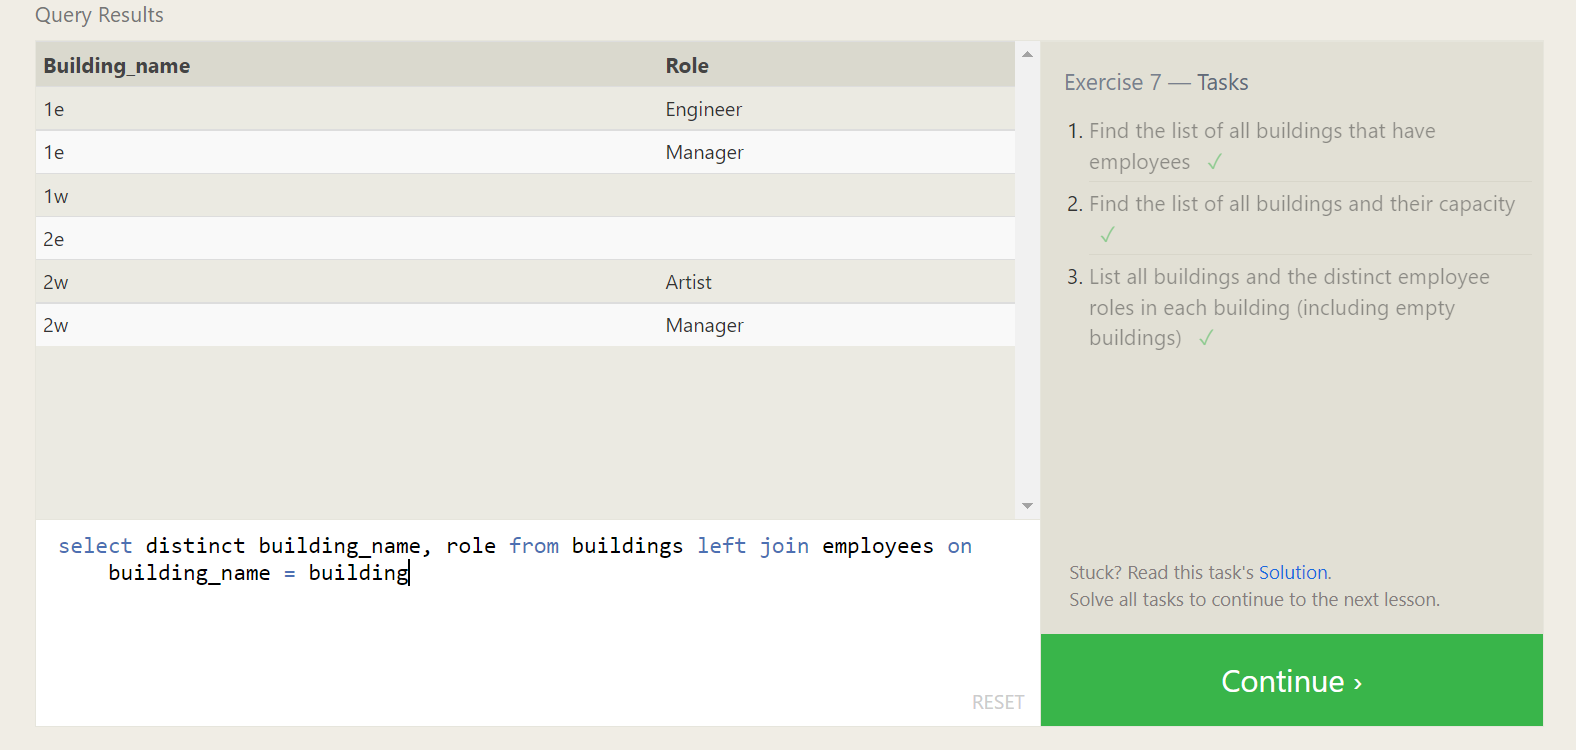 Query Results
Building_name Role
1e Engineer
1e Manager
1w
2e
2w Artist
2w Manager
select distinct building_name, role from buildings left join employees on
building_name = building
RESET
Exercise 7 — Tasks
1. Find the list of all buildings that have
employees ✓
2. Find the list of all buildings and their capacity
✓
3. List all buildings and the distinct employee
roles in each building (including empty
buildings) ✓
Stuck? Read this task's Solution.
Solve all tasks to continue to the next lesson.
Continue ›